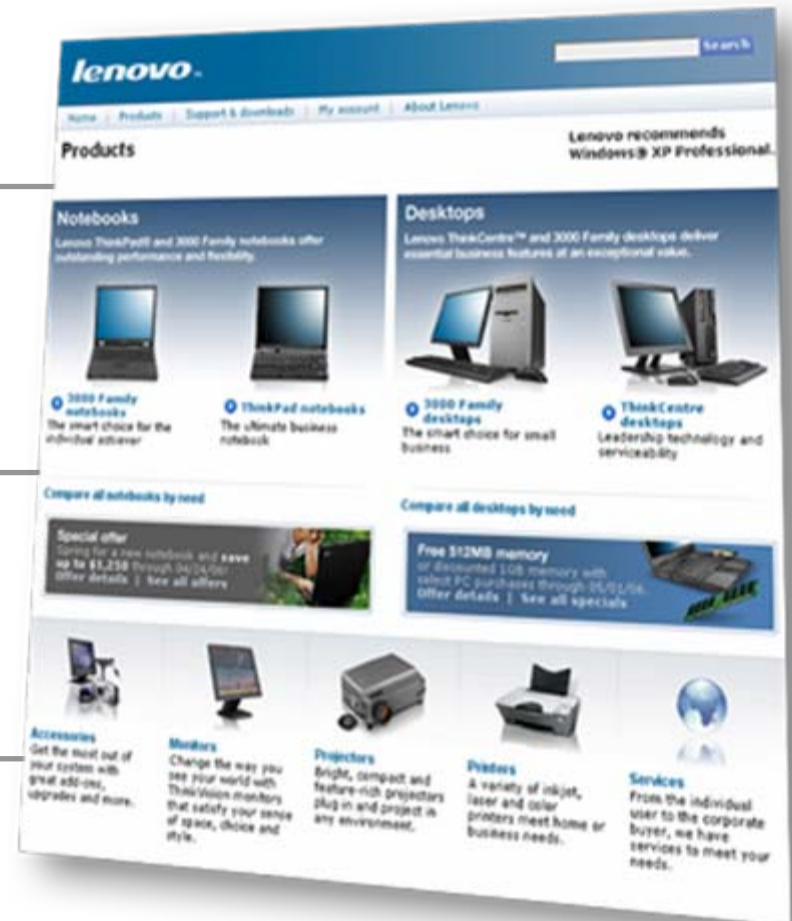 lenovo™
Search
Home | Products | Support & downloads | My account | About Lenovo
Products
Lenovo recommends
Windows® XP Professional.
Notebooks
Lenovo ThinkPad® and 3000 Family notebooks offer
outstanding performance and flexibility.
3000 Family
notebooks
The smart choice for the
individual achiever
ThinkPad notebooks
The ultimate business
notebook
Desktops
Lenovo ThinkCentre™ and 3000 Family desktops deliver
essential business features at an exceptional value.
3000 Family
desktops
The smart choice for small
business
ThinkCentre
desktops
Leadership technology and
serviceability
Compare all notebooks by need
Compare all desktops by need
Special offer
Spring for a new notebook and save
up to $1,250 through 04/24/06!
Offer details | See all offers
Free 512MB memory
or discounted 1GB memory with
select PC purchases through 05/01/06.
Offer details | See all specials
Accessories
Get the most out of
your system with
great add-ons,
upgrades and more.
Monitors
Change the way you
see your world with
ThinkVision monitors
that satisfy your sense
of space, choice and
style.
Projectors
Bright, compact and
feature-rich projectors
plug in and project in
any environment.
Printers
A variety of inkjet,
laser and color
printers meet home or
business needs.
Services
From the individual
user to the corporate
buyer, we have
services to meet your
needs.